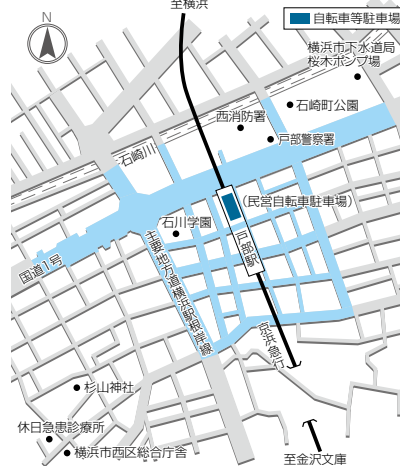 至横浜
N
自転車等駐車場
横浜市下水道局
桜木ポンプ場
石崎町公園
西消防署
戸部警察署
石崎川
(民営自転車駐車場)
石川学園
戸部駅
国道1号
主要地方道横浜駅根岸線
京浜急行
杉山神社
休日急患診療所
横浜市西区総合庁舎
至金沢文庫